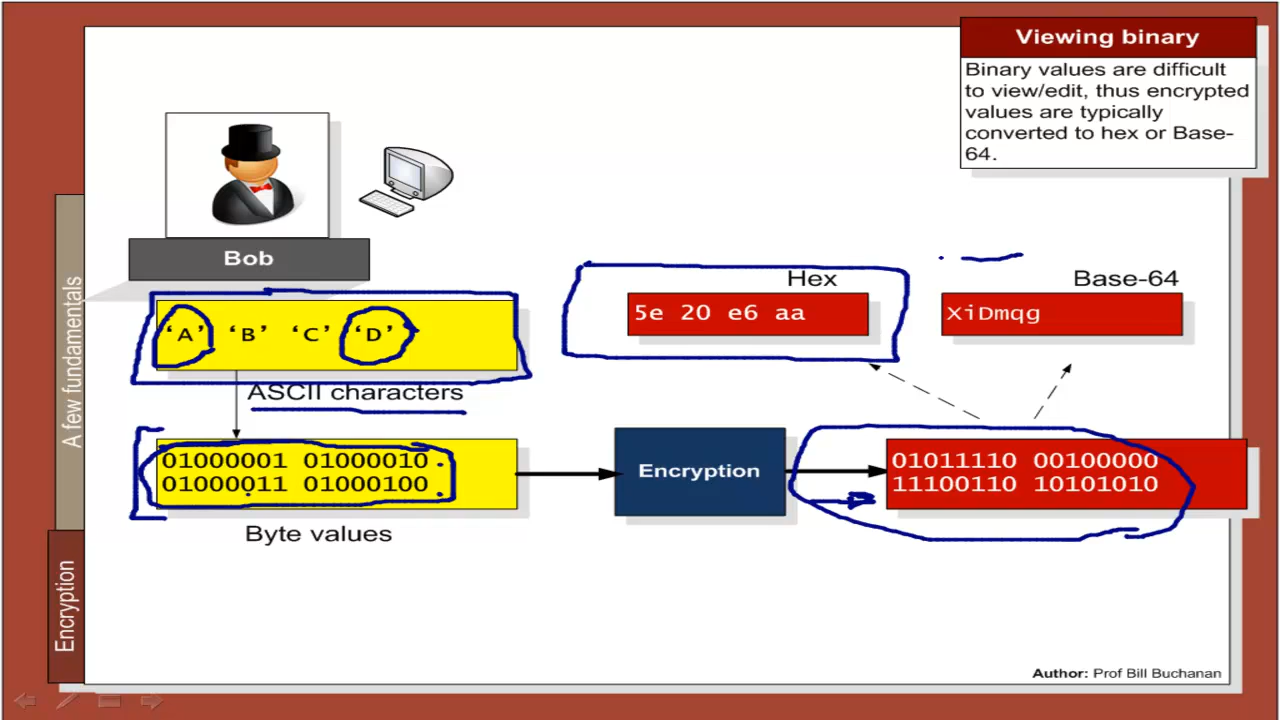 Viewing binary
Binary values are difficult
to view/edit, thus encrypted
values are typically
converted to hex or Base-
64.
Bob
Hex
Base-64
5e 20 e6 aa
XiDmqg
‘A’ ‘B’ ‘C’ ‘D’
ASCII characters
01000001 01000010
01000011 01000100
Byte values
Encryption
01011110 00100000
11100110 10101010
A few fundamentals
Encryption
Author: Prof Bill Buchanan